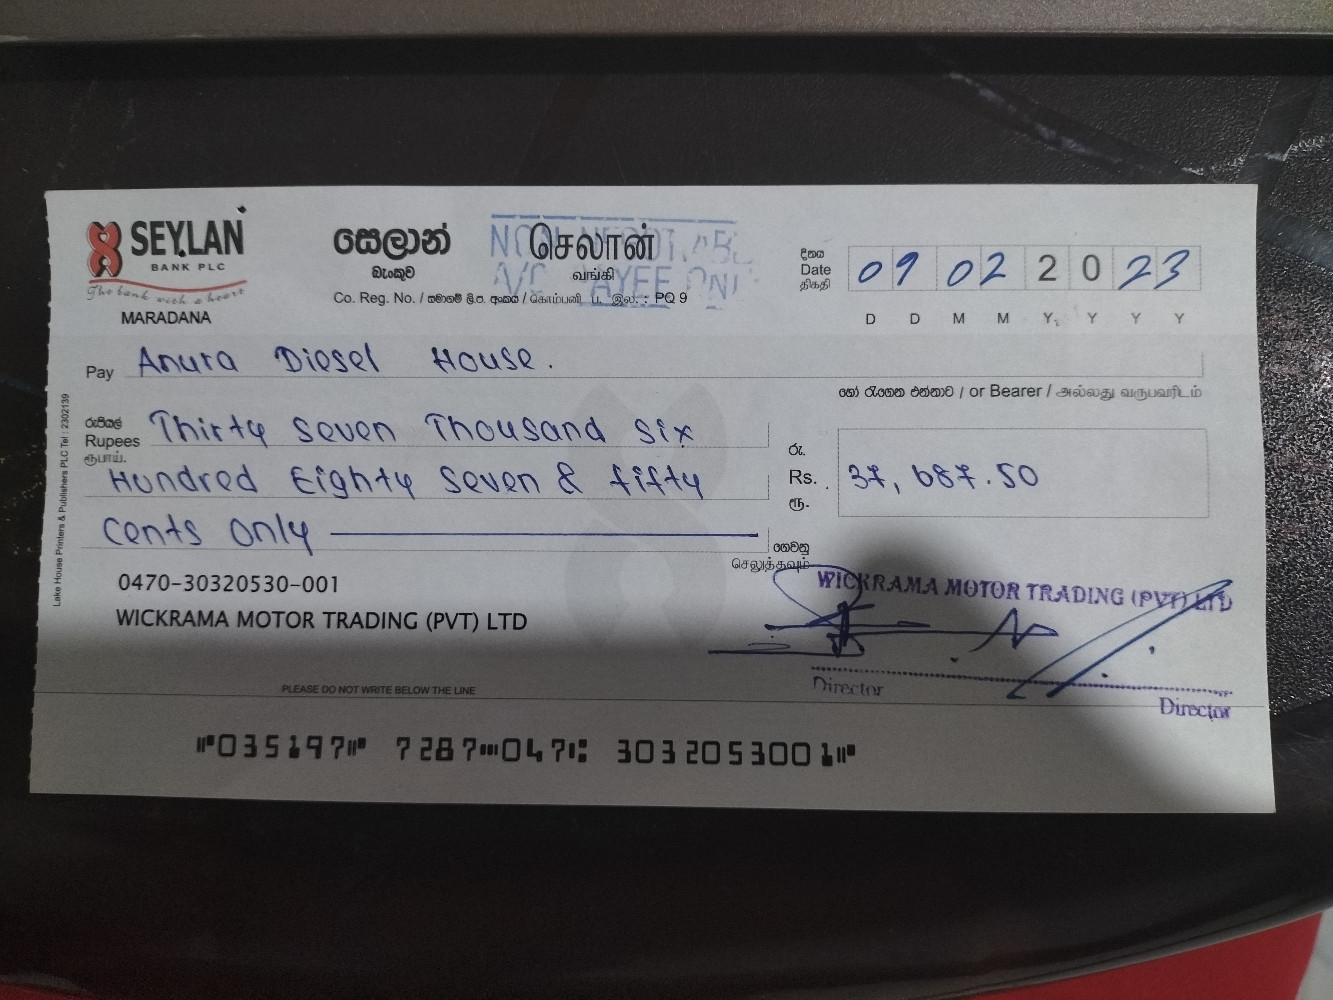 SEYLAN
BANK PLC
The bank with a heart
MARADANA
සෙලාන්
බැංකුව
செலான்
வங்கி
Co. Reg. No. / සමාගම් ලි.ප. අංකය / கொம்பனி ப. இல. : PQ 9
NON NEGOTIABLE
A/C PAYEE ONLY
දිනය
Date
திகதி
09 02 2023
D D M M Y Y Y Y
Pay Anura Diesel House.
හෝ රැගෙන එන්නාට / or Bearer / அல்லது வருபவரிடம்
රුපියල්
Rupees
ரூபாய்.
Thirty Seven Thousand Six
Hundred Eighty Seven & fifty
cents only
ගෙවනු
செலுத்தவும்
රු.
Rs.
ரூ.
37,687.50
Lake House Printers & Publishers PLC Tel : 2302139
0470-30320530-001
WICKRAMA MOTOR TRADING (PVT) LTD
WICKRAMA MOTOR TRADING (PVT) LTD
Director
Director
PLEASE DO NOT WRITE BELOW THE LINE
⑈035197⑈ 7287⑉047⑆ 303205300 1⑈